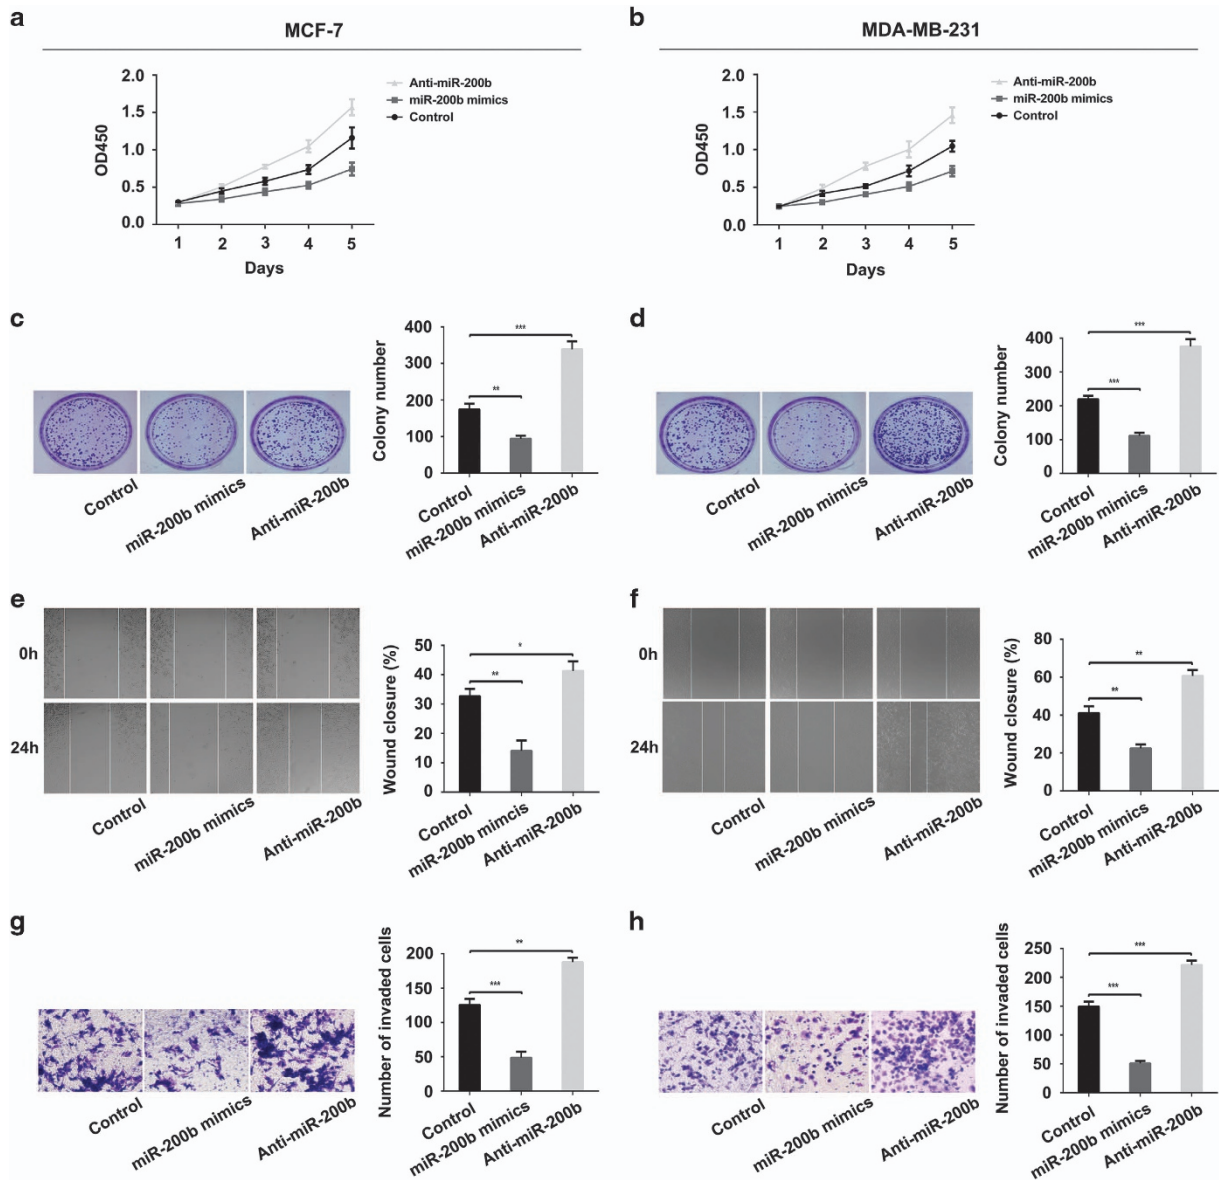 a
MCF-7
2.0
1.5
1.0
0.5
0.0
OD450
1 2 3 4 5
Days
Anti-miR-200b
miR-200b mimics
Control
b
MDA-MB-231
2.0
1.5
1.0
0.5
0.0
OD450
1 2 3 4 5
Days
Anti-miR-200b
miR-200b mimics
Control
c
Control
miR-200b mimics
Anti-miR-200b
Colony number
400
300
200
100
0
***
**
Control
miR-200b mimics
Anti-miR-200b
d
Control
miR-200b mimics
Anti-miR-200b
Colony number
400
300
200
100
0
***
***
Control
miR-200b mimics
Anti-miR-200b
e
0h
24h
Control
miR-200b mimics
Anti-miR-200b
Wound closure (%)
50
40
30
20
10
0
*
**
Control
miR-200b mimcis
Anti-miR-200b
f
0h
24h
Control
miR-200b mimics
Anti-miR-200b
Wound closure (%)
80
60
40
20
0
**
**
Control
miR-200b mimics
Anti-miR-200b
g
Control
miR-200b mimics
Anti-miR-200b
Number of invaded cells
200
150
100
50
0
**
***
Control
miR-200b mimics
Anti-miR-200b
h
Control
miR-200b mimics
Anti-miR-200b
Number of invaded cells
250
200
150
100
50
0
***
***
Control
miR-200b mimics
Anti-miR-200b